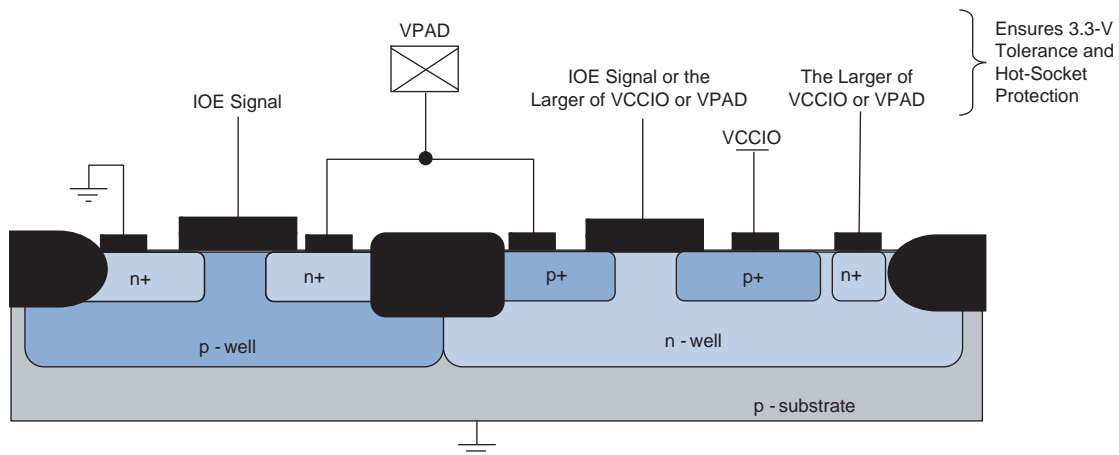 VPAD
IOE Signal
IOE Signal or the
Larger of VCCIO or VPAD
The Larger of
VCCIO or VPAD
Ensures 3.3-V
Tolerance and
Hot-Socket
Protection
VCCIO
n+
n+
p+
p+
n+
p - well
n - well
p - substrate